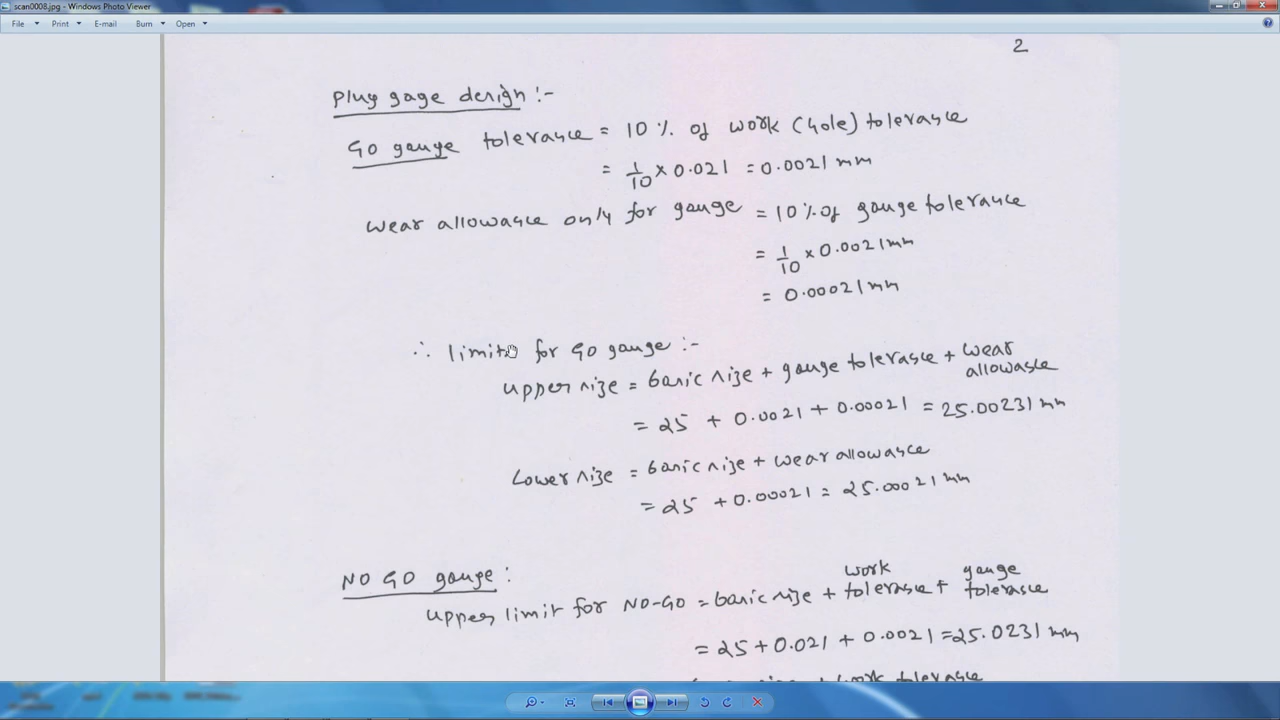 scan0008.jpg - Windows Photo Viewer
File Print E-mail Burn Open
2
Plug gage design :-
Go gauge tolerance = 10% of work (hole) tolerance
= 1/10 × 0.021 = 0.0021 mm
wear allowance only for gauge = 10% of gauge tolerance
= 1/10 × 0.0021 mm
= 0.00021 mm
∴ limits for Go gauge :-
Upper size = basic size + gauge tolerance + wear allowance
= 25 + 0.0021 + 0.00021 = 25.00231 mm
Lower size = basic size + wear allowance
= 25 + 0.00021 = 25.00021 mm
NO GO gauge :
Upper limit for NO-GO = basic size + work tolerance + gauge tolerance
= 25 + 0.021 + 0.0021 = 25.0231 mm
work tolerance